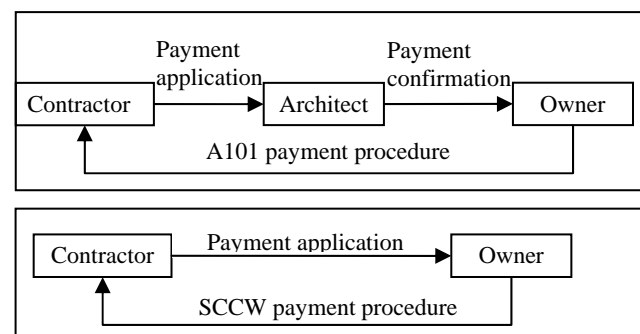 Payment
application
Payment
confirmation
Contractor
Architect
Owner
A101 payment procedure
Contractor
Payment application
Owner
SCCW payment procedure